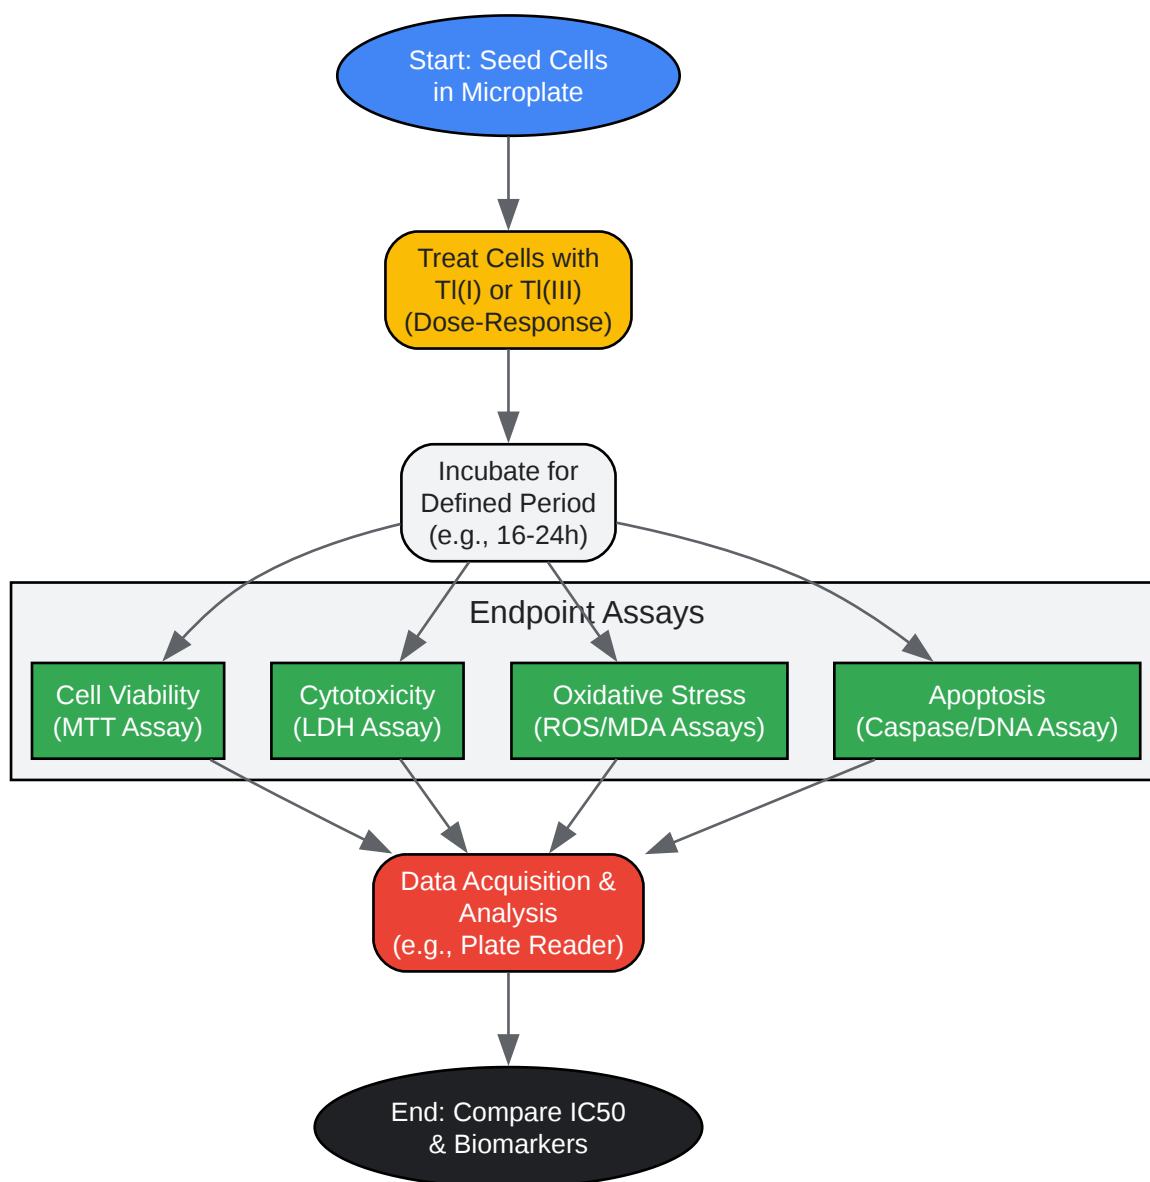 Start: Seed Cells
in Microplate
Treat Cells with
Tl(I) or Tl(III)
(Dose-Response)
Incubate for
Defined Period
(e.g., 16-24h)
Endpoint Assays
Cell Viability
(MTT Assay)
Cytotoxicity
(LDH Assay)
Oxidative Stress
(ROS/MDA Assays)
Apoptosis
(Caspase/DNA Assay)
Data Acquisition &
Analysis
(e.g., Plate Reader)
End: Compare IC50
& Biomarkers